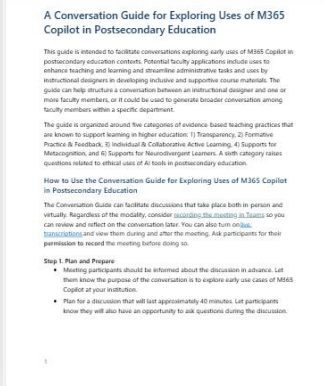 A Conversation Guide for Exploring Uses of M365
Copilot in Postsecondary Education
This guide is intended to facilitate conversations exploring early uses of M365 Copilot in
postsecondary education contexts. Potential faculty applications include uses to
enhance teaching and learning and streamline administrative tasks and uses by
instructional designers in developing inclusive and supportive course materials. The
guide can help structure a conversation between an instructional designer and one or
more faculty members, or it could be used to generate broader conversation among
faculty members within a specific department.
The guide is organized around five categories of evidence-based teaching practices that
are known to support learning in higher education: 1) Transparency, 2) Formative
Practice & Feedback, 3) Individual & Collaborative Active Learning, 4) Supports for
Metacognition, and 6) Supports for Neurodivergent Learners. A sixth category raises
questions related to ethical uses of AI tools in postsecondary education.
How to Use the Conversation Guide for Exploring Uses of M365 Copilot
in Postsecondary Education
The Conversation Guide can facilitate discussions that take place both in-person and
virtually. Regardless of the modality, consider recording the meeting in Teams so you
can review and reflect on the conversation later. You can also turn on live
transcriptions and view them during and after the meeting. Ask participants for their
permission to record the meeting before doing so.
Step 1. Plan and Prepare
• Meeting participants should be informed about the discussion in advance. Let
them know the purpose of the conversation is to explore early use cases of M365
Copilot at your institution.
• Plan for a discussion that will last approximately 40 minutes. Let participants
know they will also have an opportunity to ask questions during the discussion.
1